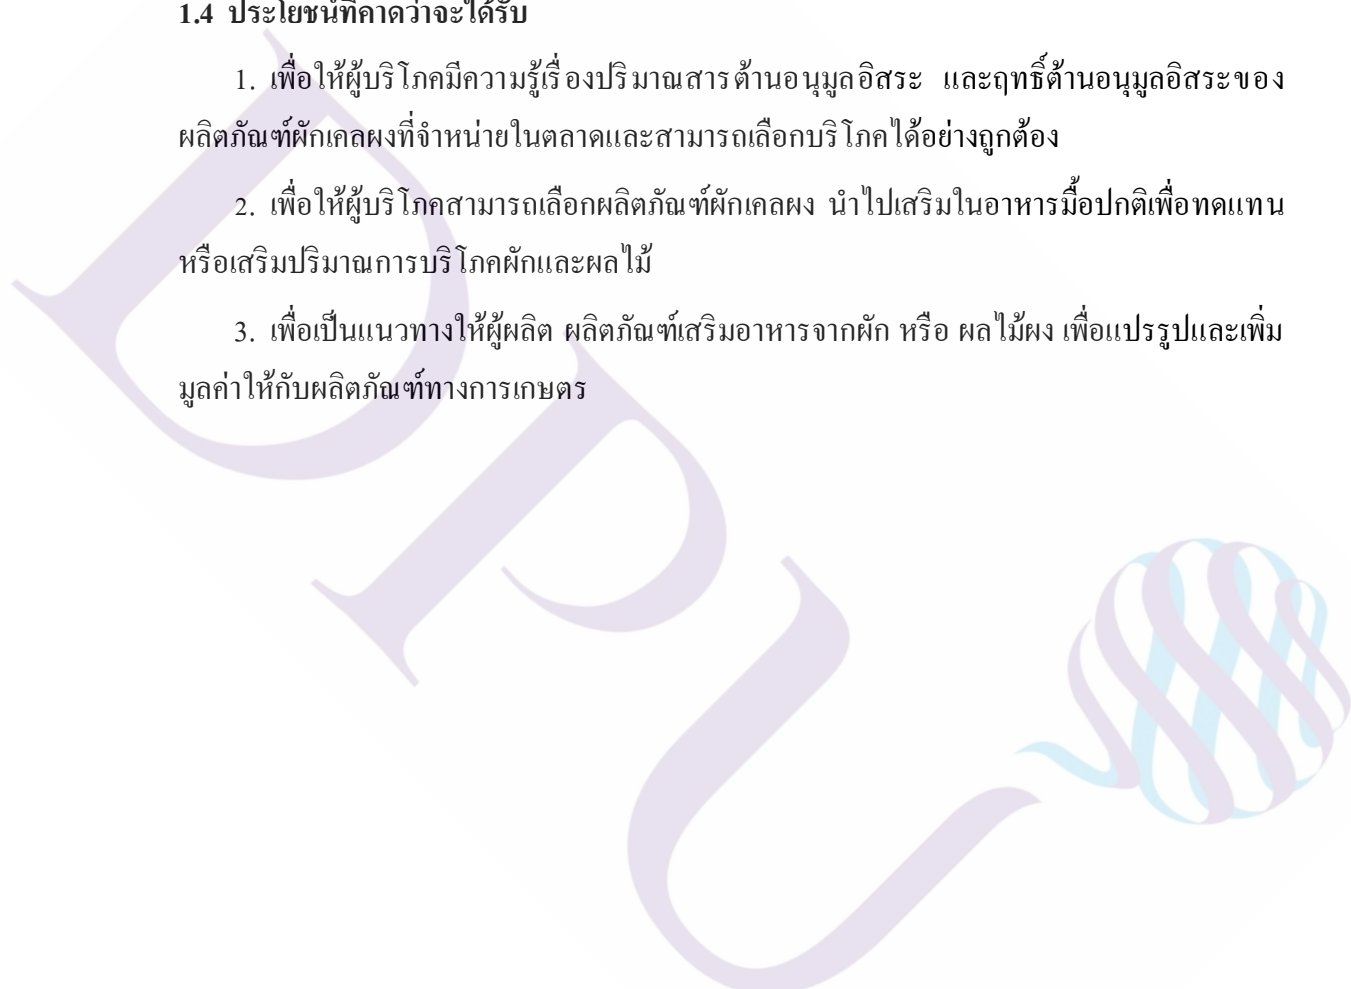 1.4 ประโยชน์ที่คาดว่าจะได้รับ
1. เพื่อให้ผู้บริโภคมีความรู้เรื่องปริมาณสารต้านอนุมูลอิสระ และฤทธิ์ต้านอนุมูลอิสระของ
ผลิตภัณฑ์ผักเคลผงที่จำหน่ายในตลาดและสามารถเลือกบริโภคได้อย่างถูกต้อง
2. เพื่อให้ผู้บริโภคสามารถเลือกผลิตภัณฑ์ผักเคลผง นำไปเสริมในอาหารมื้อปกติเพื่อทดแทน
หรือเสริมปริมาณการบริโภคผักและผลไม้
3. เพื่อเป็นแนวทางให้ผู้ผลิต ผลิตภัณฑ์เสริมอาหารจากผัก หรือ ผลไม้ผง เพื่อแปรรูปและเพิ่ม
มูลค่าให้กับผลิตภัณฑ์ทางการเกษตร
DPU